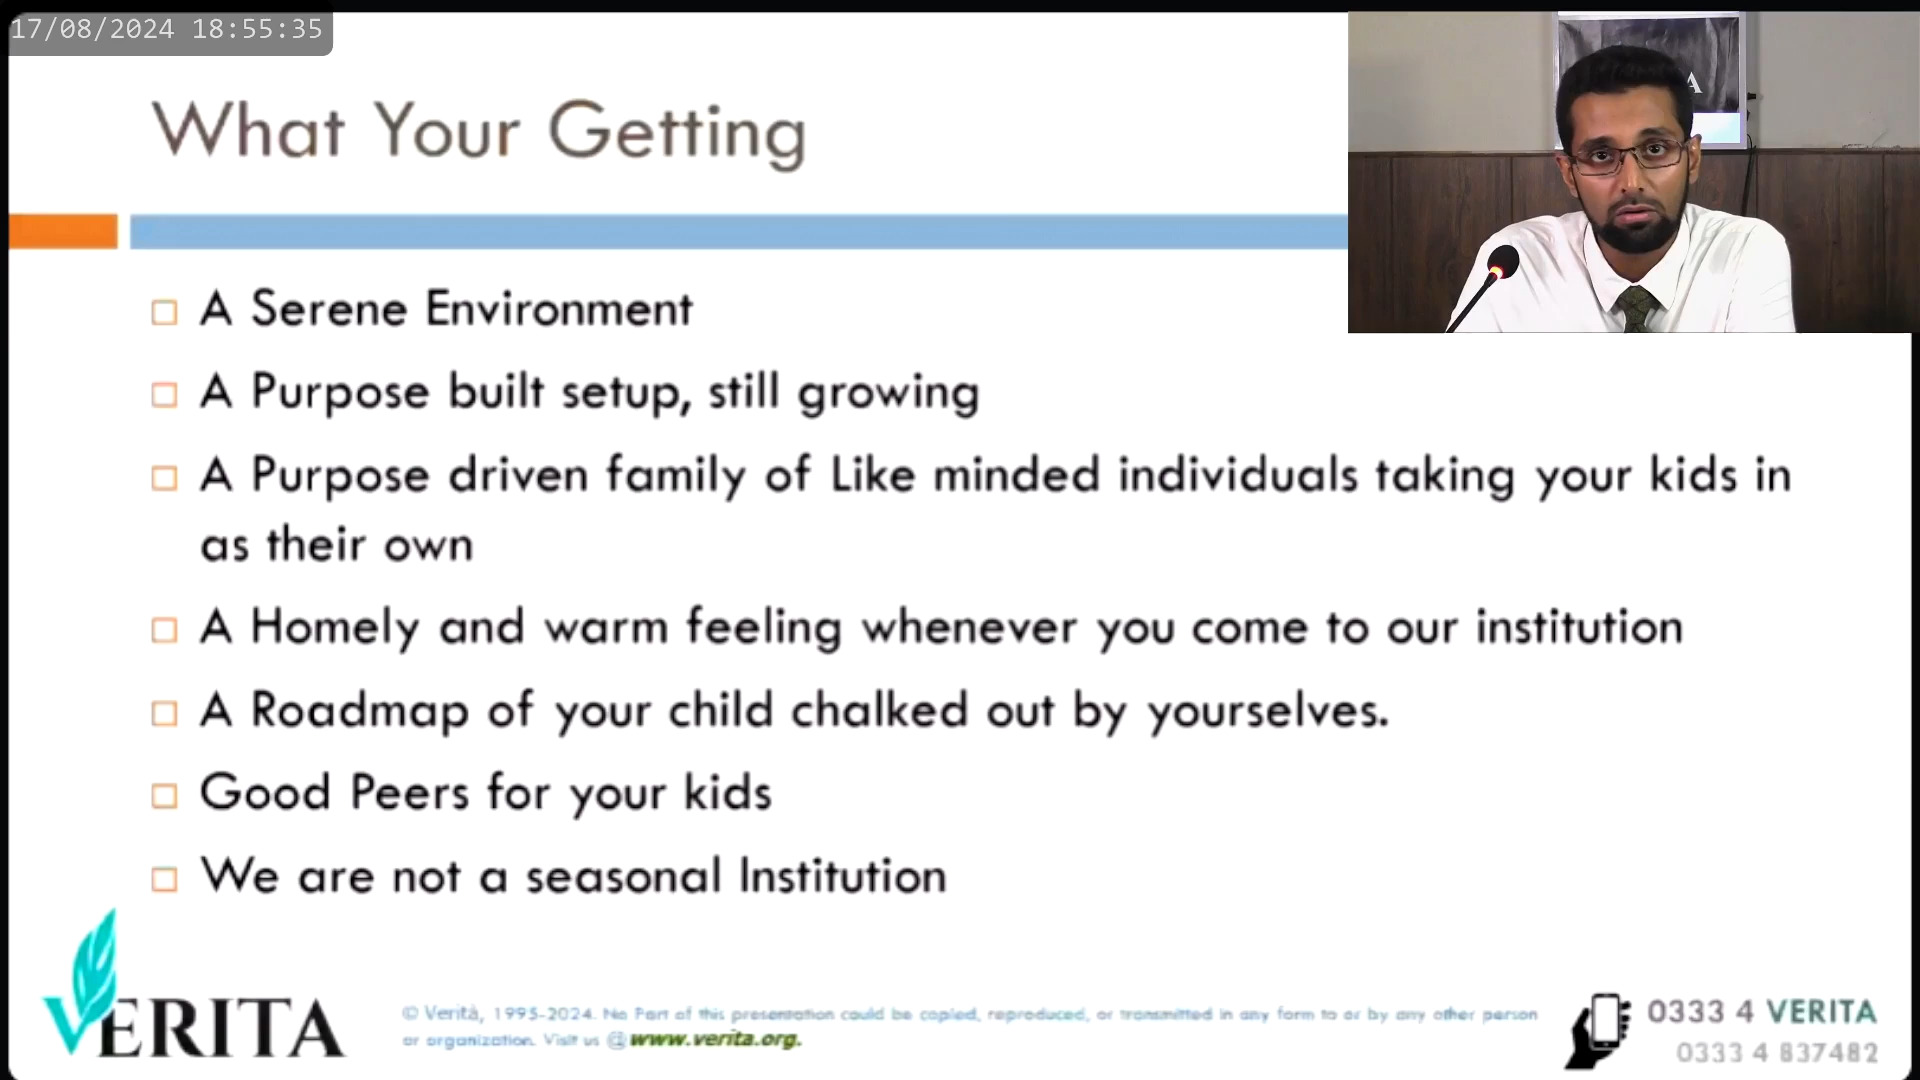 17/08/2024 18:55:35
What Your Getting
A Serene Environment
A Purpose built setup, still growing
A Purpose driven family of Like minded individuals taking your kids in
as their own
A Homely and warm feeling whenever you come to our institution
A Roadmap of your child chalked out by yourselves.
Good Peers for your kids
We are not a seasonal Institution
VERITA
© Verità, 1995-2024. No Part of this presentation could be copied, reproduced, or transmitted in any form to or by any other person
or organization. Visit us @ www.verita.org.
0333 4 VERITA
0333 4 837482
A